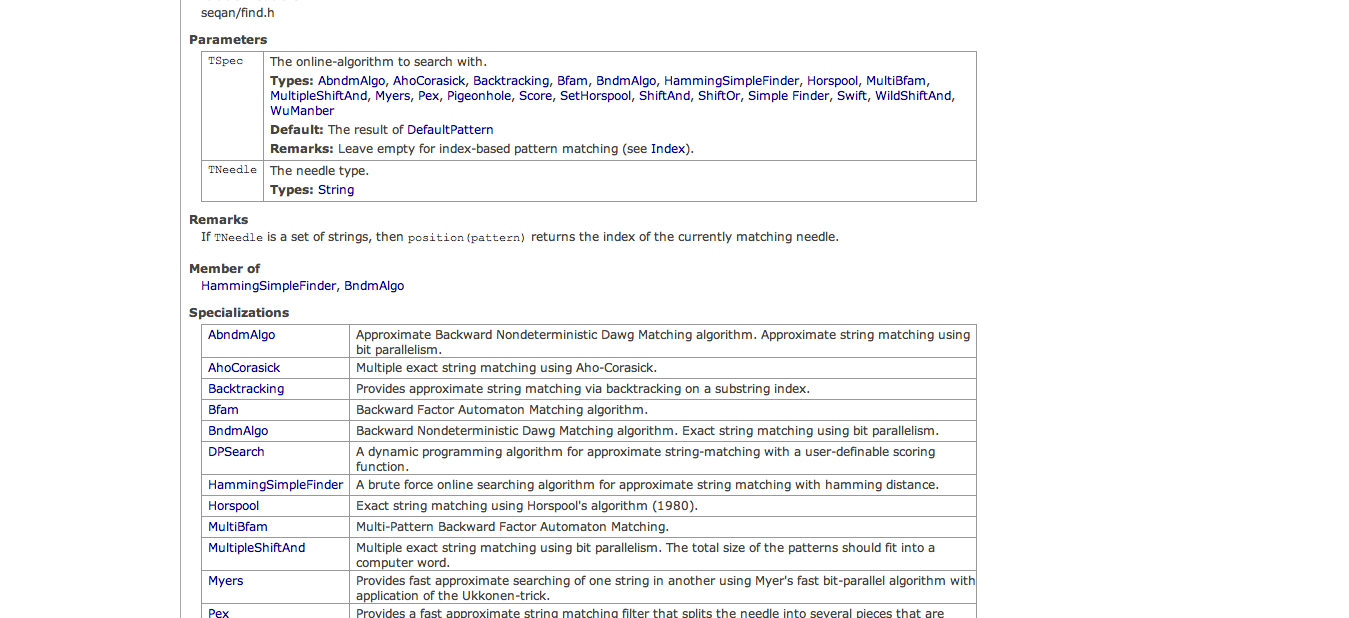 seqan/find.h
Parameters
TSpec
The online-algorithm to search with.
Types: AbndmAlgo, AhoCorasick, Backtracking, Bfam, BndmAlgo, HammingSimpleFinder, Horspool, MultiBfam,
MultipleShiftAnd, Myers, Pex, Pigeonhole, Score, SetHorspool, ShiftAnd, ShiftOr, Simple Finder, Swift, WildShiftAnd,
WuManber
Default: The result of DefaultPattern
Remarks: Leave empty for index-based pattern matching (see Index).
TNeedle
The needle type.
Types: String
Remarks
If TNeedle is a set of strings, then position(pattern) returns the index of the currently matching needle.
Member of
HammingSimpleFinder, BndmAlgo
Specializations
AbndmAlgo
Approximate Backward Nondeterministic Dawg Matching algorithm. Approximate string matching using
bit parallelism.
AhoCorasick
Multiple exact string matching using Aho-Corasick.
Backtracking
Provides approximate string matching via backtracking on a substring index.
Bfam
Backward Factor Automaton Matching algorithm.
BndmAlgo
Backward Nondeterministic Dawg Matching algorithm. Exact string matching using bit parallelism.
DPSearch
A dynamic programming algorithm for approximate string-matching with a user-definable scoring
function.
HammingSimpleFinder
A brute force online searching algorithm for approximate string matching with hamming distance.
Horspool
Exact string matching using Horspool's algorithm (1980).
MultiBfam
Multi-Pattern Backward Factor Automaton Matching.
MultipleShiftAnd
Multiple exact string matching using bit parallelism. The total size of the patterns should fit into a
computer word.
Myers
Provides fast approximate searching of one string in another using Myer's fast bit-parallel algorithm with
application of the Ukkonen-trick.
Pex
Provides a fast approximate string matching filter that splits the needle into several pieces that are